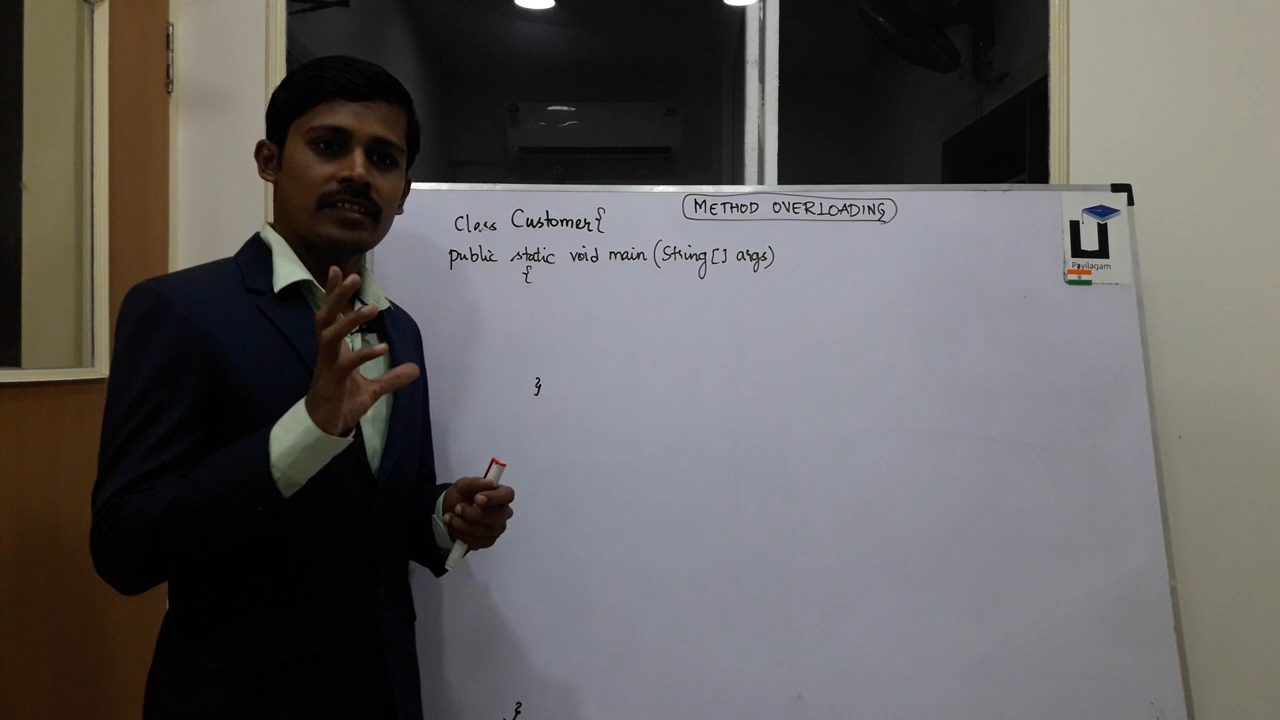 METHOD OVERLOADING
Class Customer{
public static void main (String [] args)
{
}
}
Payilagam